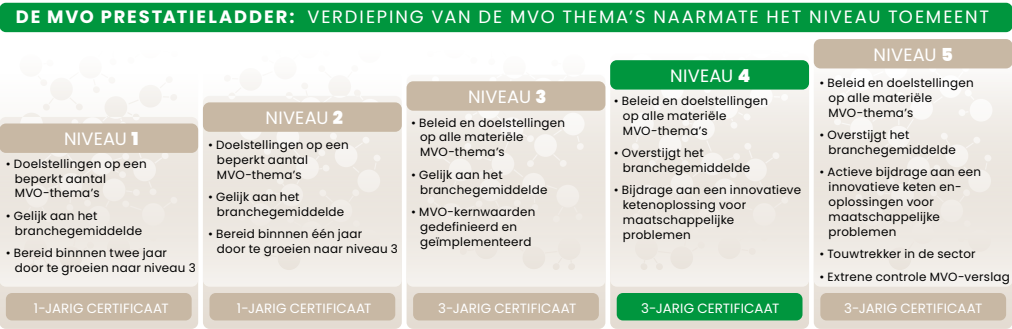 DE MVO PRESTATIELADDER: VERDIEPING VAN DE MVO THEMA'S NAARMATE HET NIVEAU TOEMEENT
NIVEAU 1
• Doelstellingen op een
beperkt aantal
MVO-thema's
• Gelijk aan het
branchegemiddelde
• Bereid binnnen twee jaar
door te groeien naar niveau 3
1-JARIG CERTIFICAAT
NIVEAU 2
• Doelstellingen op een
beperkt aantal
MVO-thema's
• Gelijk aan het
branchegemiddelde
• Bereid binnnen één jaar
door te groeien naar niveau 3
1-JARIG CERTIFICAAT
NIVEAU 3
• Beleid en doelstellingen
op alle materiële
MVO-thema's
• Gelijk aan het
branchegemiddelde
• MVO-kernwaarden
gedefinieerd en
geïmplementeerd
3-JARIG CERTIFICAAT
NIVEAU 4
• Beleid en doelstellingen
op alle materiële
MVO-thema's
• Overstijgt het
branchegemiddelde
• Bijdrage aan een innovatieve
ketenoplossing voor
maatschappelijke
problemen
3-JARIG CERTIFICAAT
NIVEAU 5
• Beleid en doelstellingen
op alle materiële
MVO-thema's
• Overstijgt het
branchegemiddelde
• Actieve bijdrage aan een
innovatieve keten en-
oplossingen voor
maatschappelijke
problemen
• Touwtrekker in de sector
• Extrene controle MVO-verslag
3-JARIG CERTIFICAAT